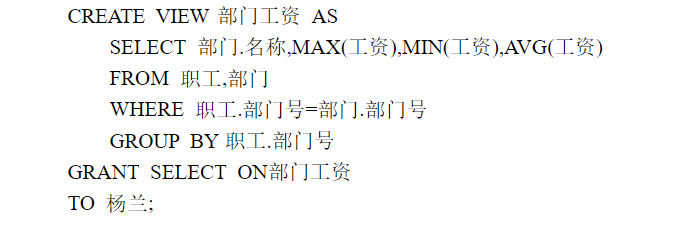 CREATE VIEW 部门工资 AS
SELECT 部门.名称,MAX(工资),MIN(工资),AVG(工资)
FROM 职工,部门
WHERE 职工.部门号=部门.部门号
GROUP BY 职工.部门号
GRANT SELECT ON部门工资
TO 杨兰;